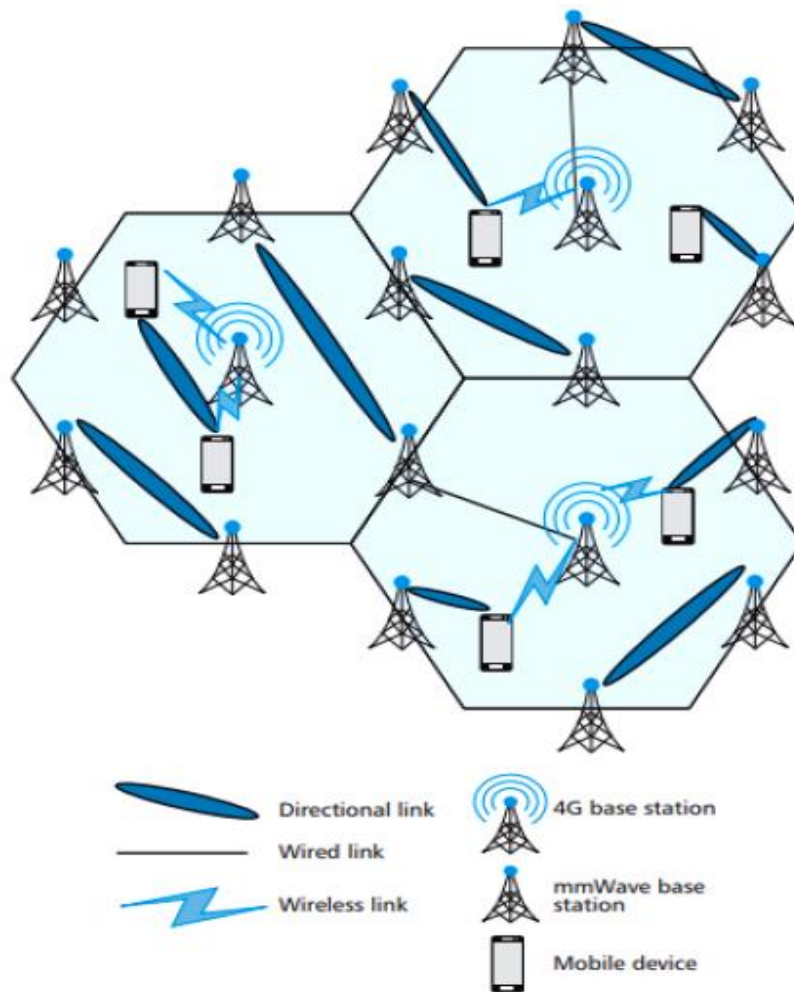 Directional link
4G base station
Wired link
Wireless link
mmWave base
station
Mobile device